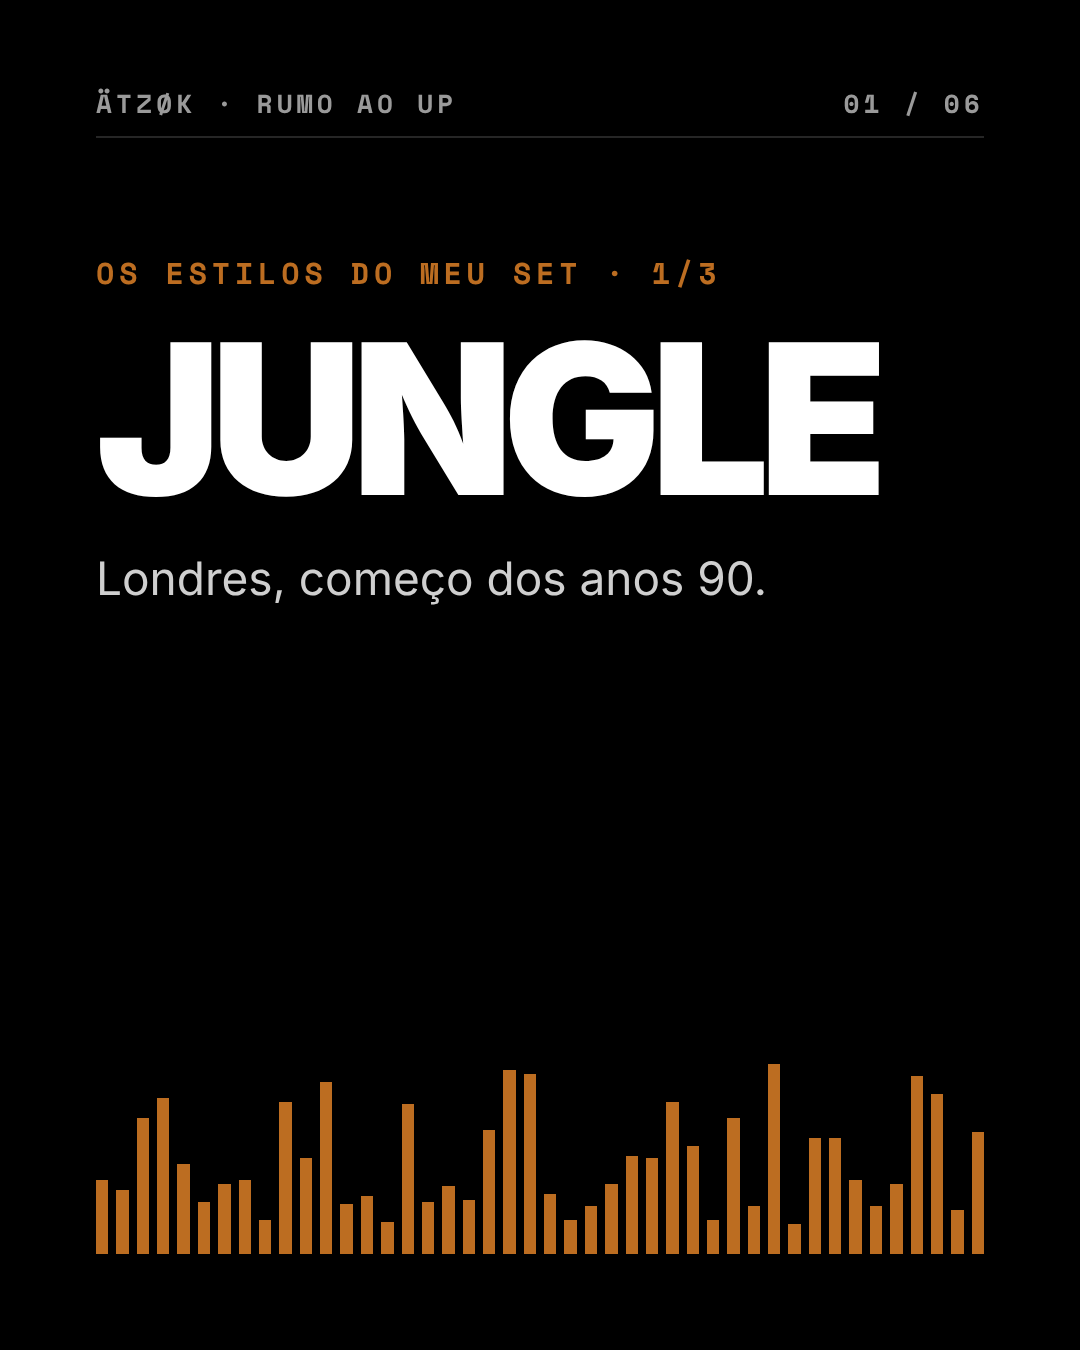 ÄTZØK · RUMO AO UP
01 / 06
OS ESTILOS DO MEU SET · 1/3
JUNGLE
Londres, começo dos anos 90.